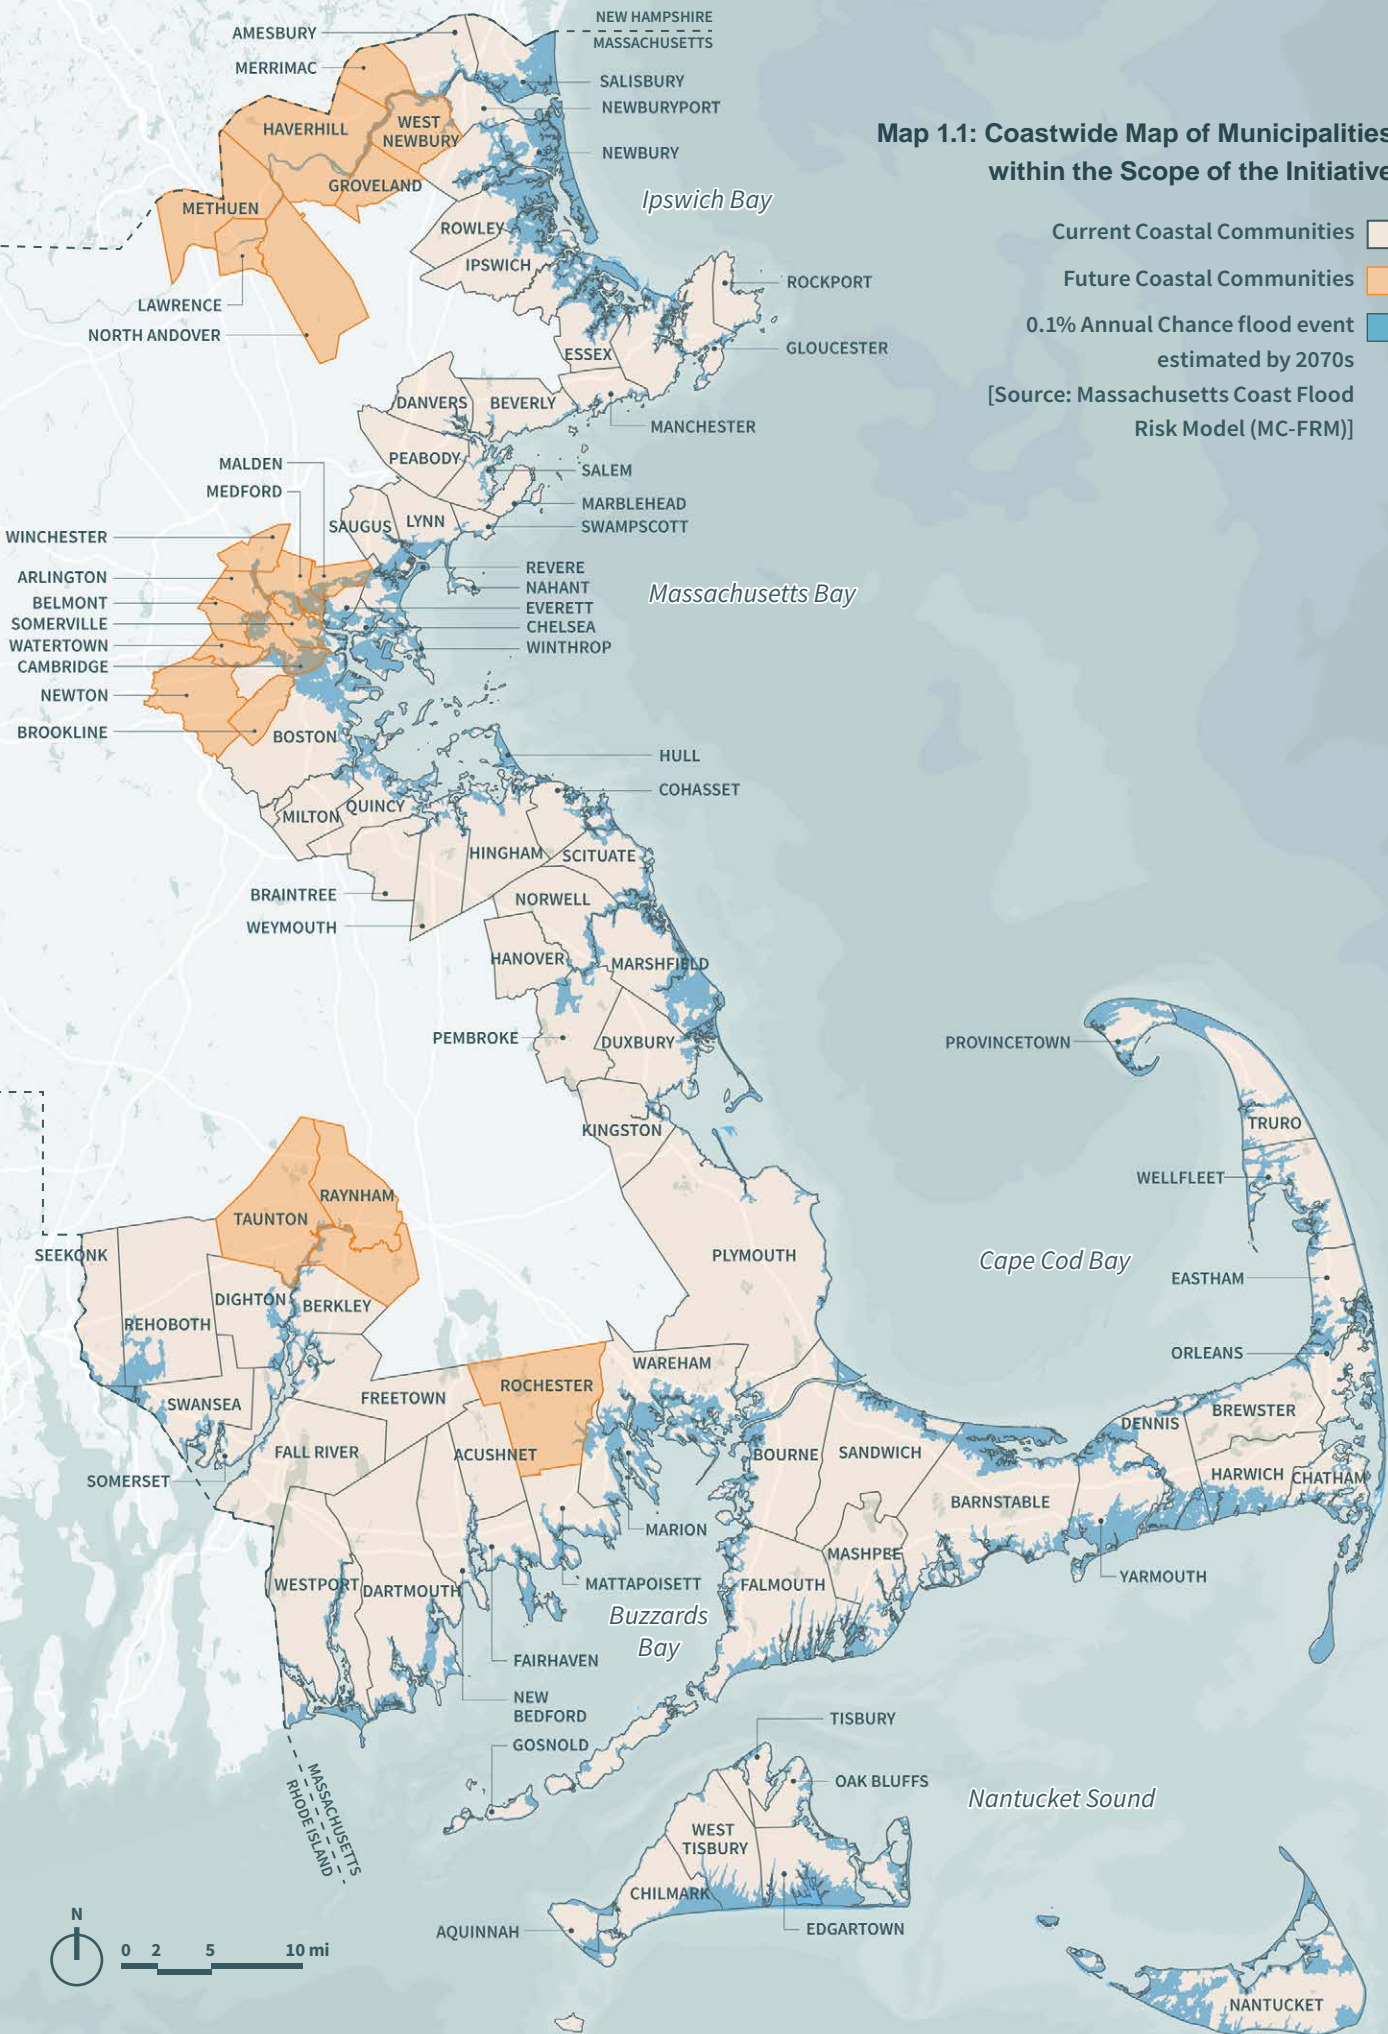 NEW HAMPSHIRE
MASSACHUSETTS
AMESBURY
MERRIMAC
SALISBURY
NEWBURYPORT
HAVERHILL
WEST
NEWBURY
NEWBURY
Map 1.1: Coastwide Map of Municipalities
within the Scope of the Initiative
GROVELAND
Ipswich Bay
METHUEN
ROWLEY
IPSWICH
Current Coastal Communities
Future Coastal Communities
0.1% Annual Chance flood event
estimated by 2070s
[Source: Massachusetts Coast Flood
Risk Model (MC-FRM)]
ROCKPORT
LAWRENCE
NORTH ANDOVER
GLOUCESTER
ESSEX
DANVERS
BEVERLY
MANCHESTER
PEABODY
MALDEN
SALEM
MEDFORD
MARBLEHEAD
SAUGUS
LYNN
SWAMPSCOTT
WINCHESTER
REVERE
ARLINGTON
NAHANT
Massachusetts Bay
BELMONT
EVERETT
SOMERVILLE
CHELSEA
WATERTOWN
WINTHROP
CAMBRIDGE
NEWTON
BROOKLINE
BOSTON
HULL
COHASSET
MILTON
QUINCY
HINGHAM
SCITUATE
BRAINTREE
NORWELL
WEYMOUTH
HANOVER
MARSHFIELD
PEMBROKE
DUXBURY
PROVINCETOWN
KINGSTON
TRURO
WELLFLEET
RAYNHAM
TAUNTON
SEEKONK
PLYMOUTH
Cape Cod Bay
EASTHAM
DIGHTON
BERKLEY
REHOBOTH
ORLEANS
WAREHAM
ROCHESTER
SWANSEA
FREETOWN
BREWSTER
DENNIS
FALL RIVER
ACUSHNET
BOURNE
SANDWICH
SOMERSET
HARWICH
CHATHAM
BARNSTABLE
MARION
MASHPEE
YARMOUTH
WESTPORT
DARTMOUTH
MATTAPOISETT
FALMOUTH
Buzzards
Bay
FAIRHAVEN
NEW
BEDFORD
TISBURY
GOSNOLD
OAK BLUFFS
Nantucket Sound
MASSACHUSETTS
RHODE ISLAND
WEST
TISBURY
CHILMARK
AQUINNAH
EDGARTOWN
N
0 2 5 10 mi
NANTUCKET